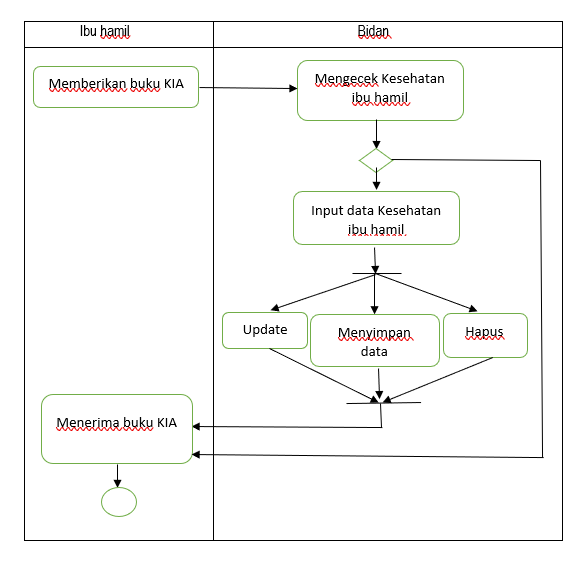 Ibu hamil
Bidan
Memberikan buku KIA
Mengecek Kesehatan
ibu hamil
Input data Kesehatan
ibu hamil
Update
Menyimpan
data
Hapus
Menerima buku KIA